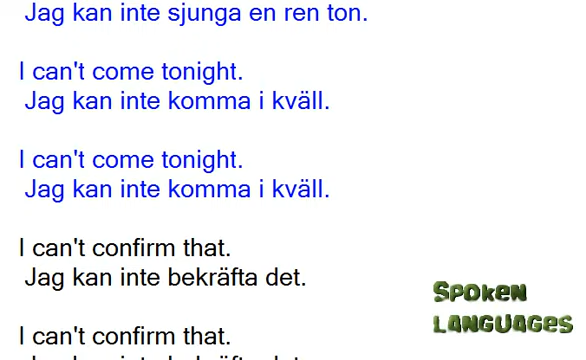 Jag kan inte sjunga en ren ton.
I can't come tonight.
Jag kan inte komma i kväll.
I can't come tonight.
Jag kan inte komma i kväll.
I can't confirm that.
Jag kan inte bekräfta det.
I can't confirm that.
Spoken
Languages